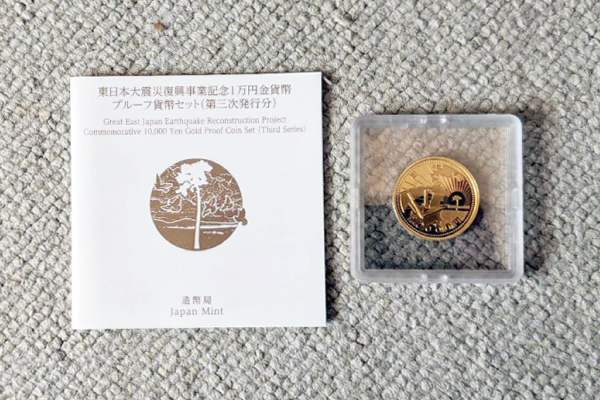 東日本大震災復興事業記念1万円金貨幣
プルーフ貨幣セット(第三次発行分)
Great East Japan Earthquake Reconstruction Project
Commemorative 10,000 Yen Gold Proof Coin Set (Third Series)
造幣局
Japan Mint